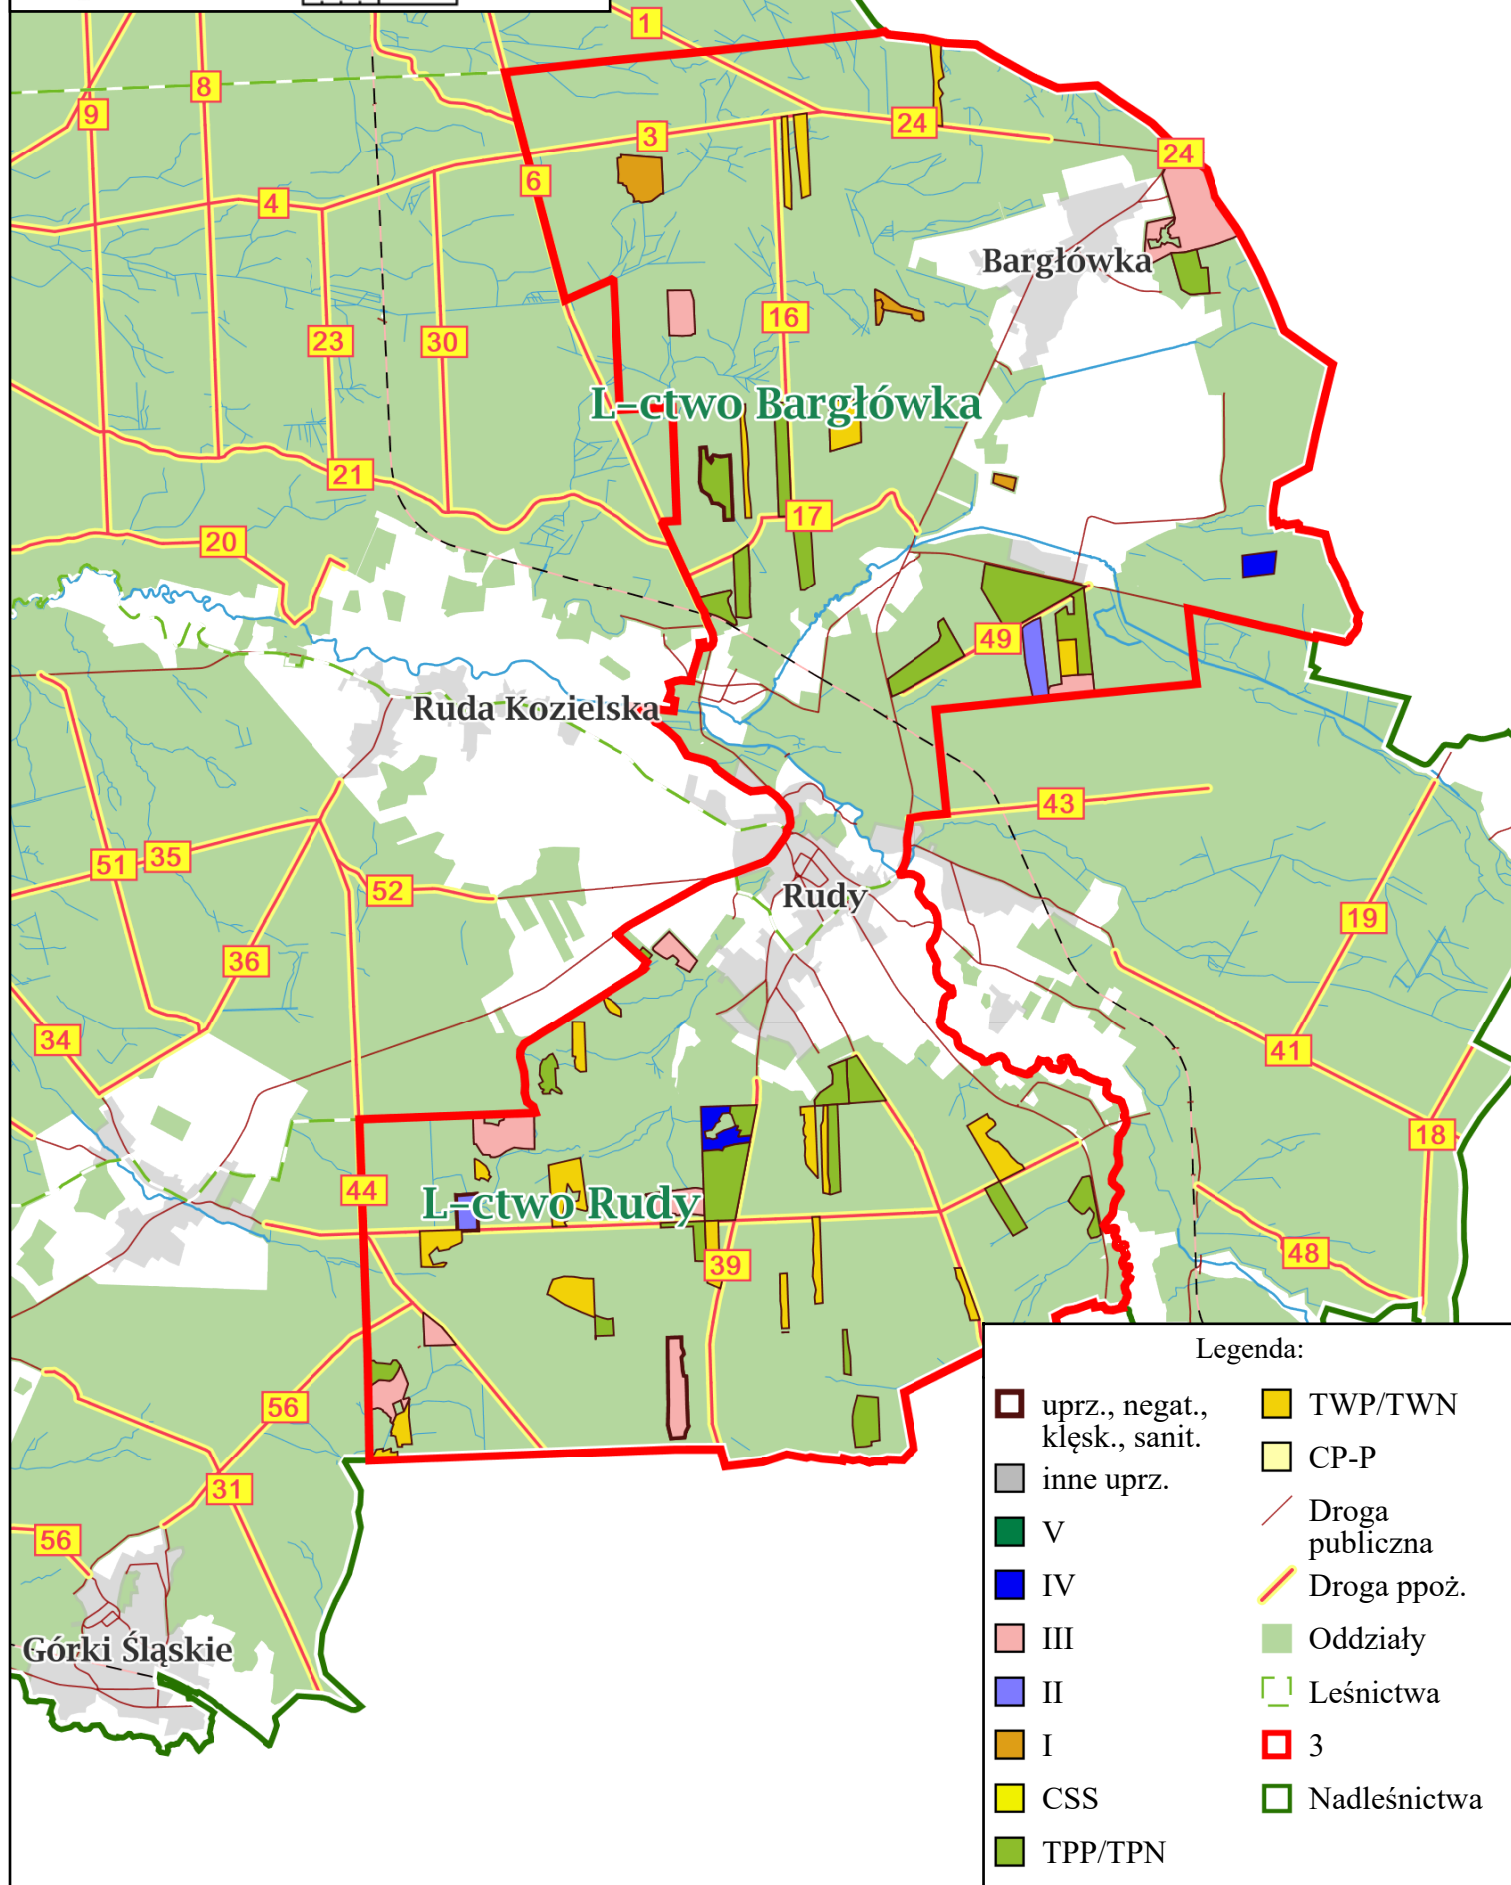 1
8
9
24
3
24
6
4
Bargłówka
16
23
30
L-ctwo Bargłówka
21
17
20
49
Ruda Kozielska
43
35
51
52
Rudy
19
36
34
41
18
44
L-ctwo Rudy
48
39
56
31
56
Górki Śląskie
Legenda:
uprz., negat.,
klęsk., sanit.
inne uprz.
V
IV
III
II
I
CSS
TPP/TPN
TWP/TWN
CP-P
Droga
publiczna
Droga ppoż.
Oddziały
Leśnictwa
3
Nadleśnictwa